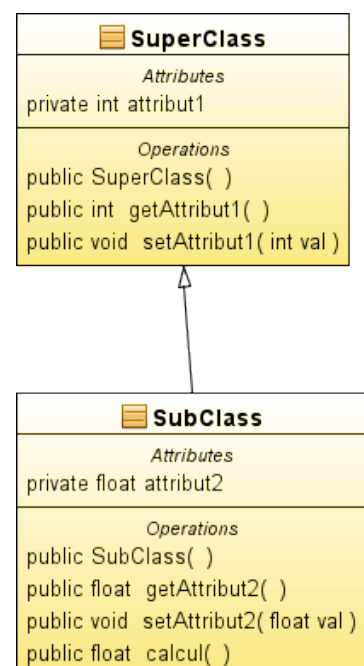 SuperClass
Attributes
private int attribut1
Operations
public SuperClass( )
public int getAttribut1( )
public void setAttribut1( int val )
SubClass
Attributes
private float attribut2
Operations
public SubClass( )
public float getAttribut2( )
public void setAttribut2( float val )
public float calcul( )